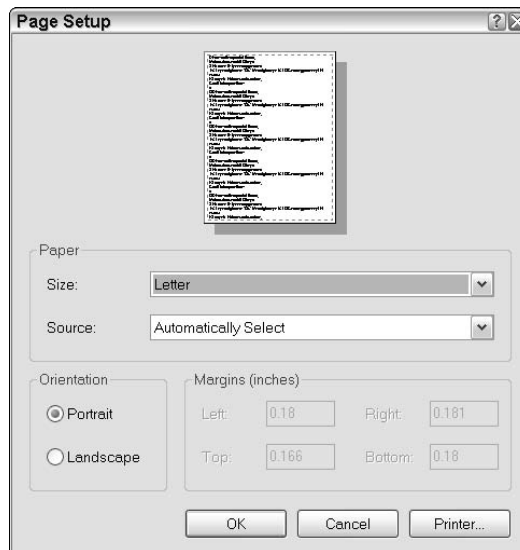 Page Setup
Paper
Size: Letter
Source: Automatically Select
Orientation
Portrait
Landscape
Margins (inches)
Left: 0.18 Right: 0.181
Top: 0.166 Bottom: 0.18
OK Cancel Printer...